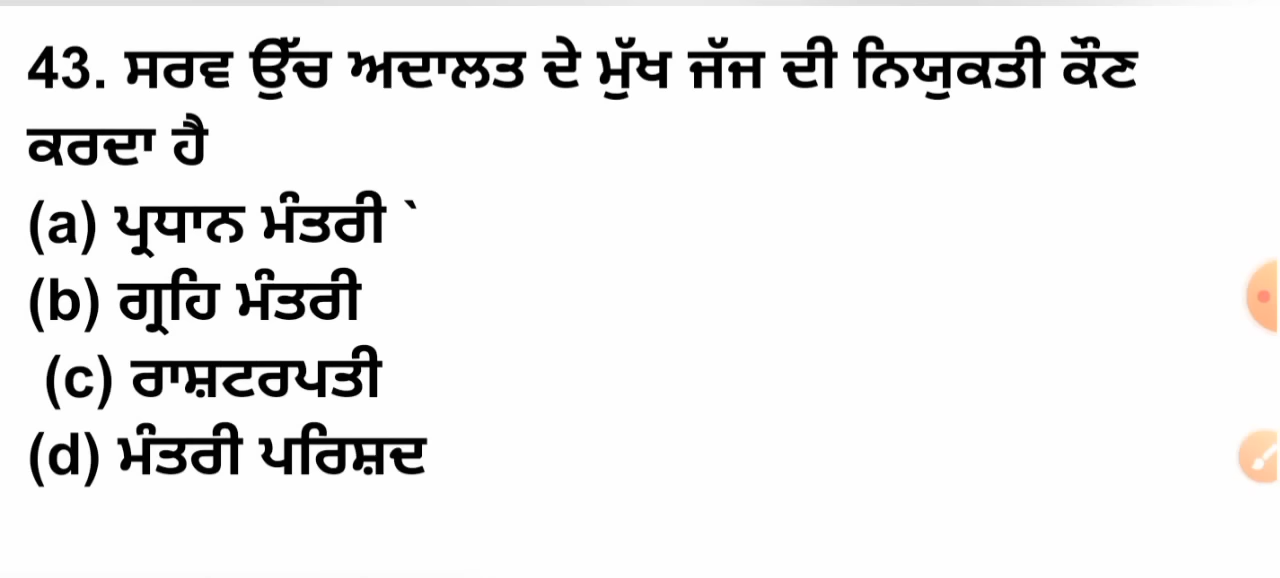 43. ਸਰਵ ਉੱਚ ਅਦਾਲਤ ਦੇ ਮੁੱਖ ਜੱਜ ਦੀ ਨਿਯੁਕਤੀ ਕੌਣ
ਕਰਦਾ ਹੈ
(a) ਪ੍ਰਧਾਨ ਮੰਤਰੀ `
(b) ਗ੍ਰਹਿ ਮੰਤਰੀ
(c) ਰਾਸ਼ਟਰਪਤੀ
(d) ਮੰਤਰੀ ਪਰਿਸ਼ਦ